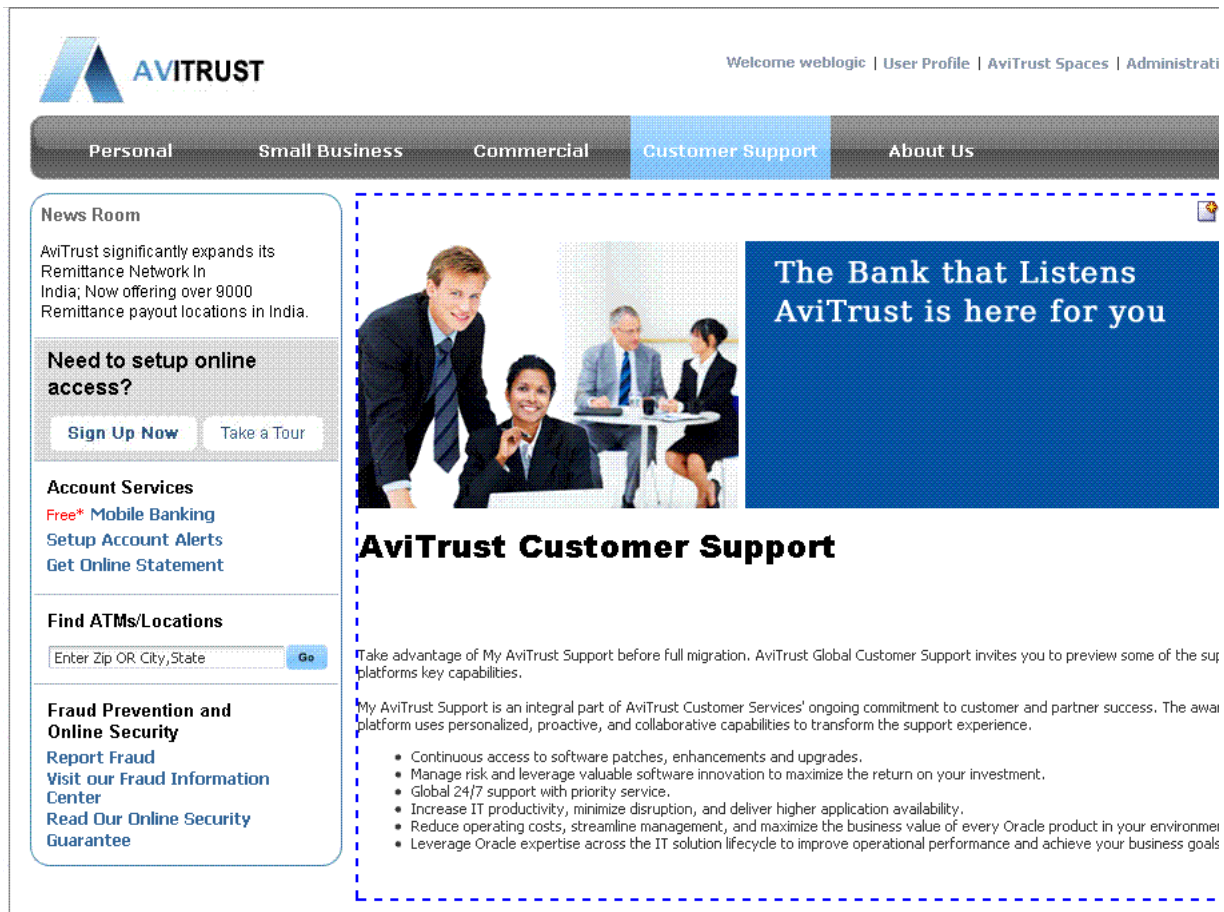 AVITRUST
Welcome weblogic | User Profile | AviTrust Spaces |
Personal
Small Business
Commercial
Customer Support
About Us
News Room
AviTrust significantly expands its
Remittance Network In
India; Now offering over 9000
Remittance payout locations in India.
Need to setup online
access?
Sign Up Now
Take a Tour
Account Services
Free* Mobile Banking
Setup Account Alerts
Get Online Statement
Find ATMs/Locations
Enter Zip OR City,State
Go
Fraud Prevention and
Online Security
Report Fraud
Visit our Fraud Information
Center
Read Our Online Security
Guarantee
The Bank that Listens
AviTrust is here for you
AviTrust Customer Support
Take advantage of My AviTrust Support before full migration. AviTrust Global Customer Support invites you to preview some of the
platforms key capabilities.
My AviTrust Support is an integral part of AviTrust Customer Services' ongoing commitment to customer and partner success. The
platform uses personalized, proactive, and collaborative capabilities to transform the support experience.
Continuous access to software patches, enhancements and upgrades.
Manage risk and leverage valuable software innovation to maximize the return on your investment.
Global 24/7 support with priority service.
Increase IT productivity, minimize disruption, and deliver higher application availability.
Reduce operating costs, streamline management, and maximize the business value of every Oracle product in your
Leverage Oracle expertise across the IT solution lifecycle to improve operational performance and achieve your business goals